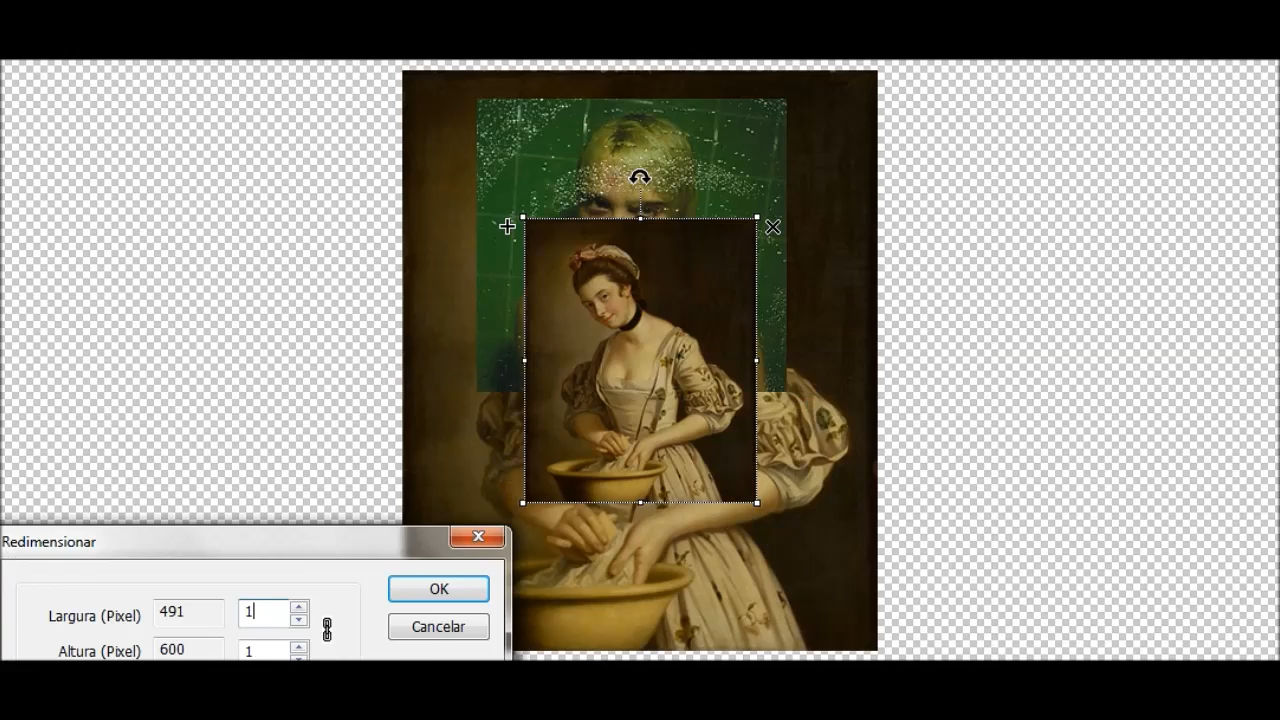 Redimensionar
OK
Largura (Pixel) 491 1
Cancelar
Altura (Pixel) 600 1